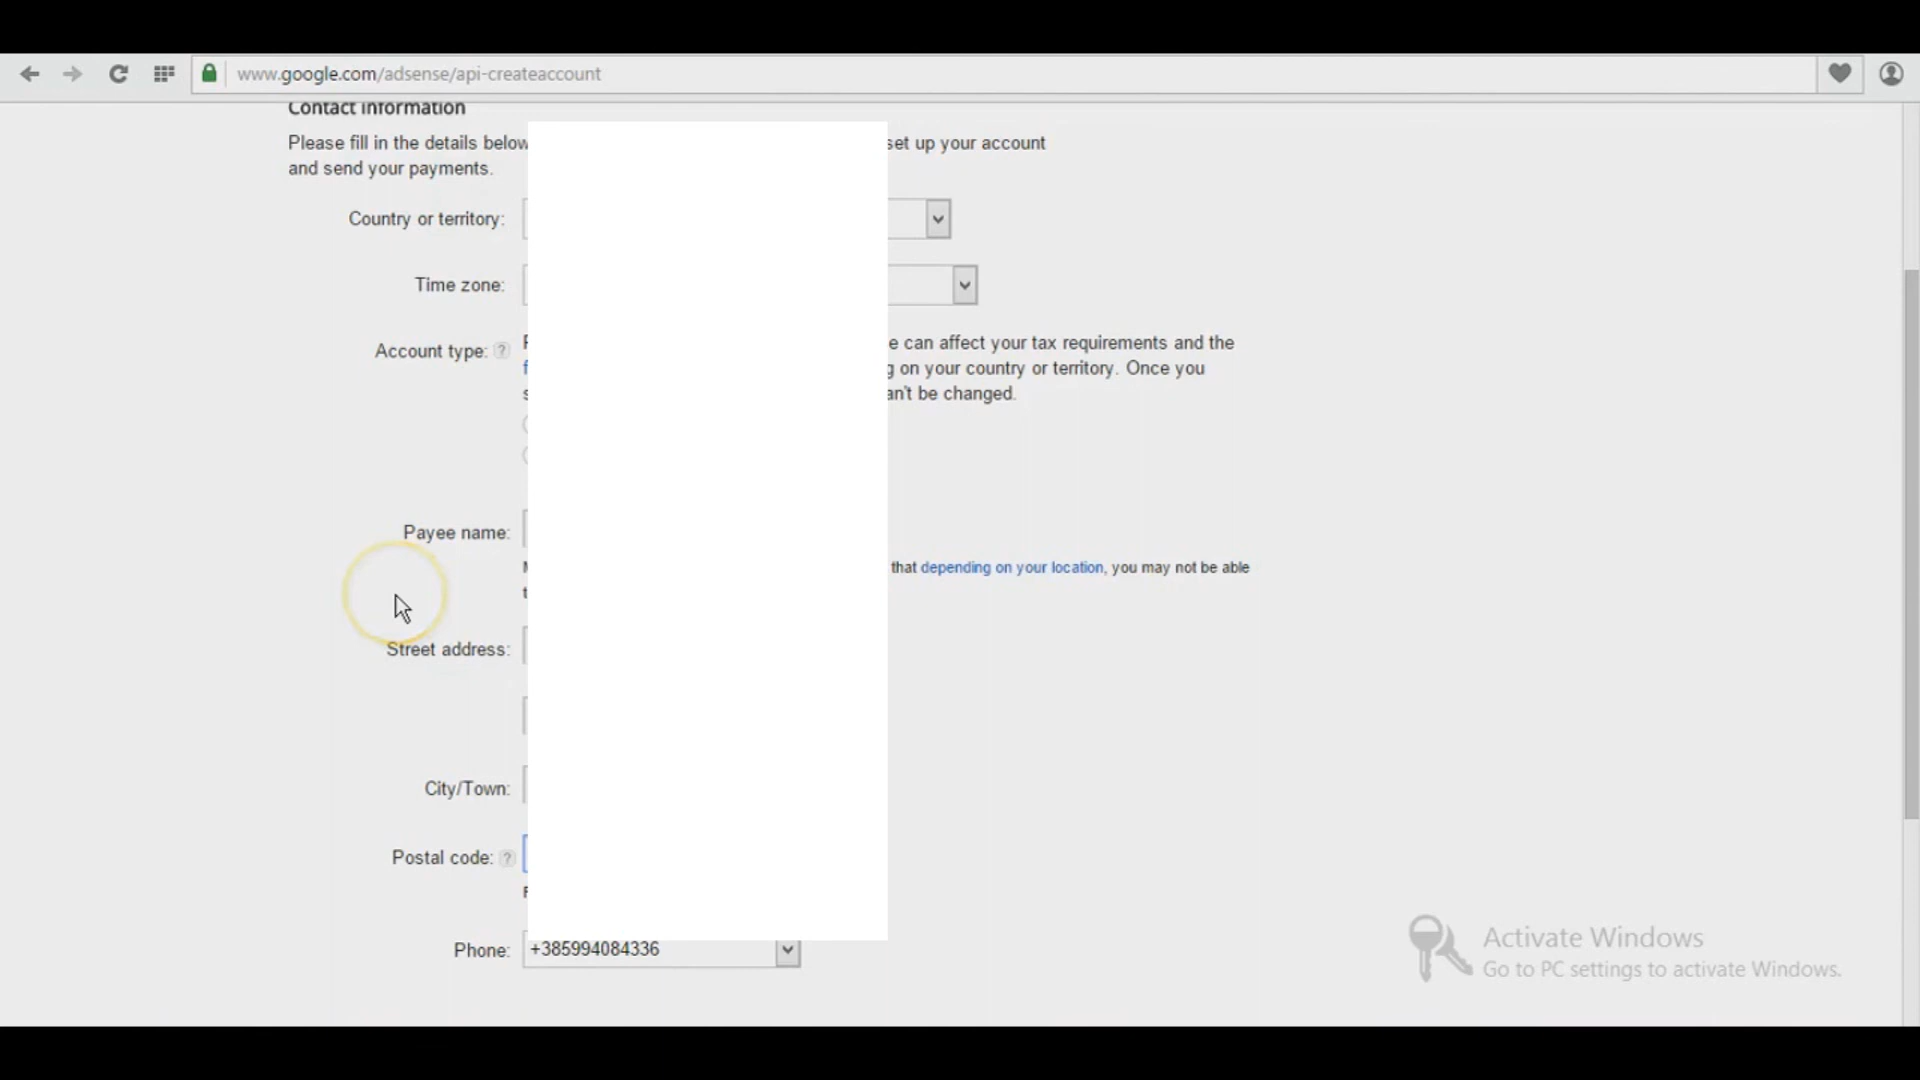 www.google.com/adsense/api-createaccount
Contact information
Please fill in the details below set up your account
and send your payments.
Country or territory:
Time zone:
Account type: ? can affect your tax requirements and the
on your country or territory. Once you
an't be changed.
Payee name:
that depending on your location, you may not be able
Street address:
City/Town:
Postal code: ?
Phone: +385994084336
Activate Windows
Go to PC settings to activate Windows.